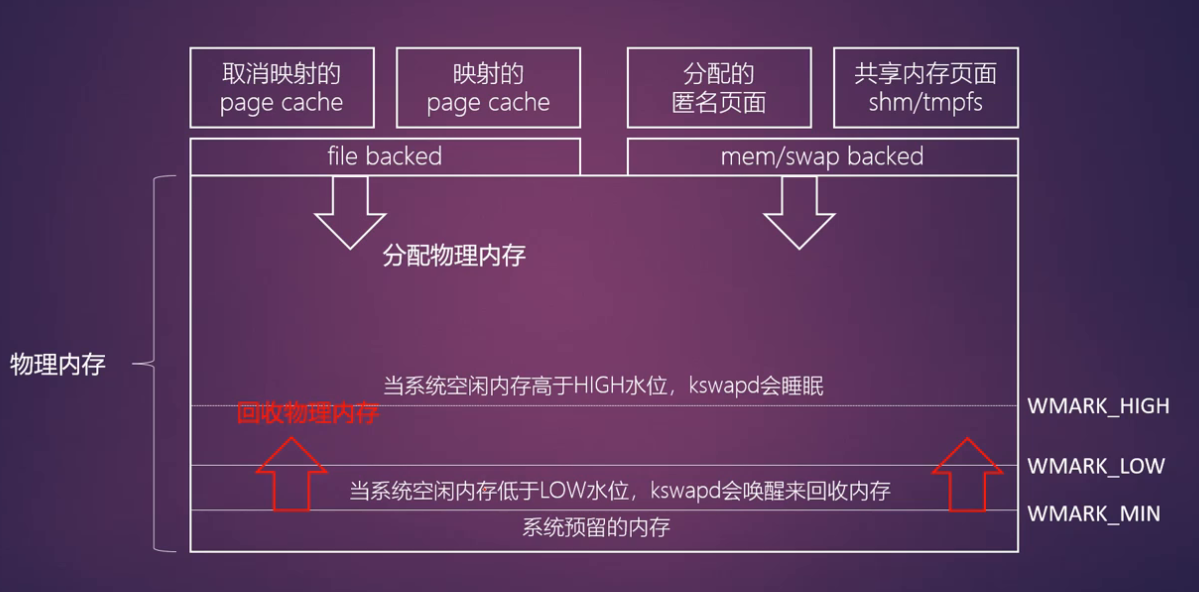 取消映射的
page cache
映射的
page cache
分配的
匿名页面
共享内存页面
shm/tmpfs
file backed
mem/swap backed
分配物理内存
物理内存
当系统空闲内存高于HIGH水位，kswapd会睡眠
WMARK_HIGH
回收物理内存
WMARK_LOW
当系统空闲内存低于LOW水位，kswapd会唤醒来回收内存
WMARK_MIN
系统预留的内存